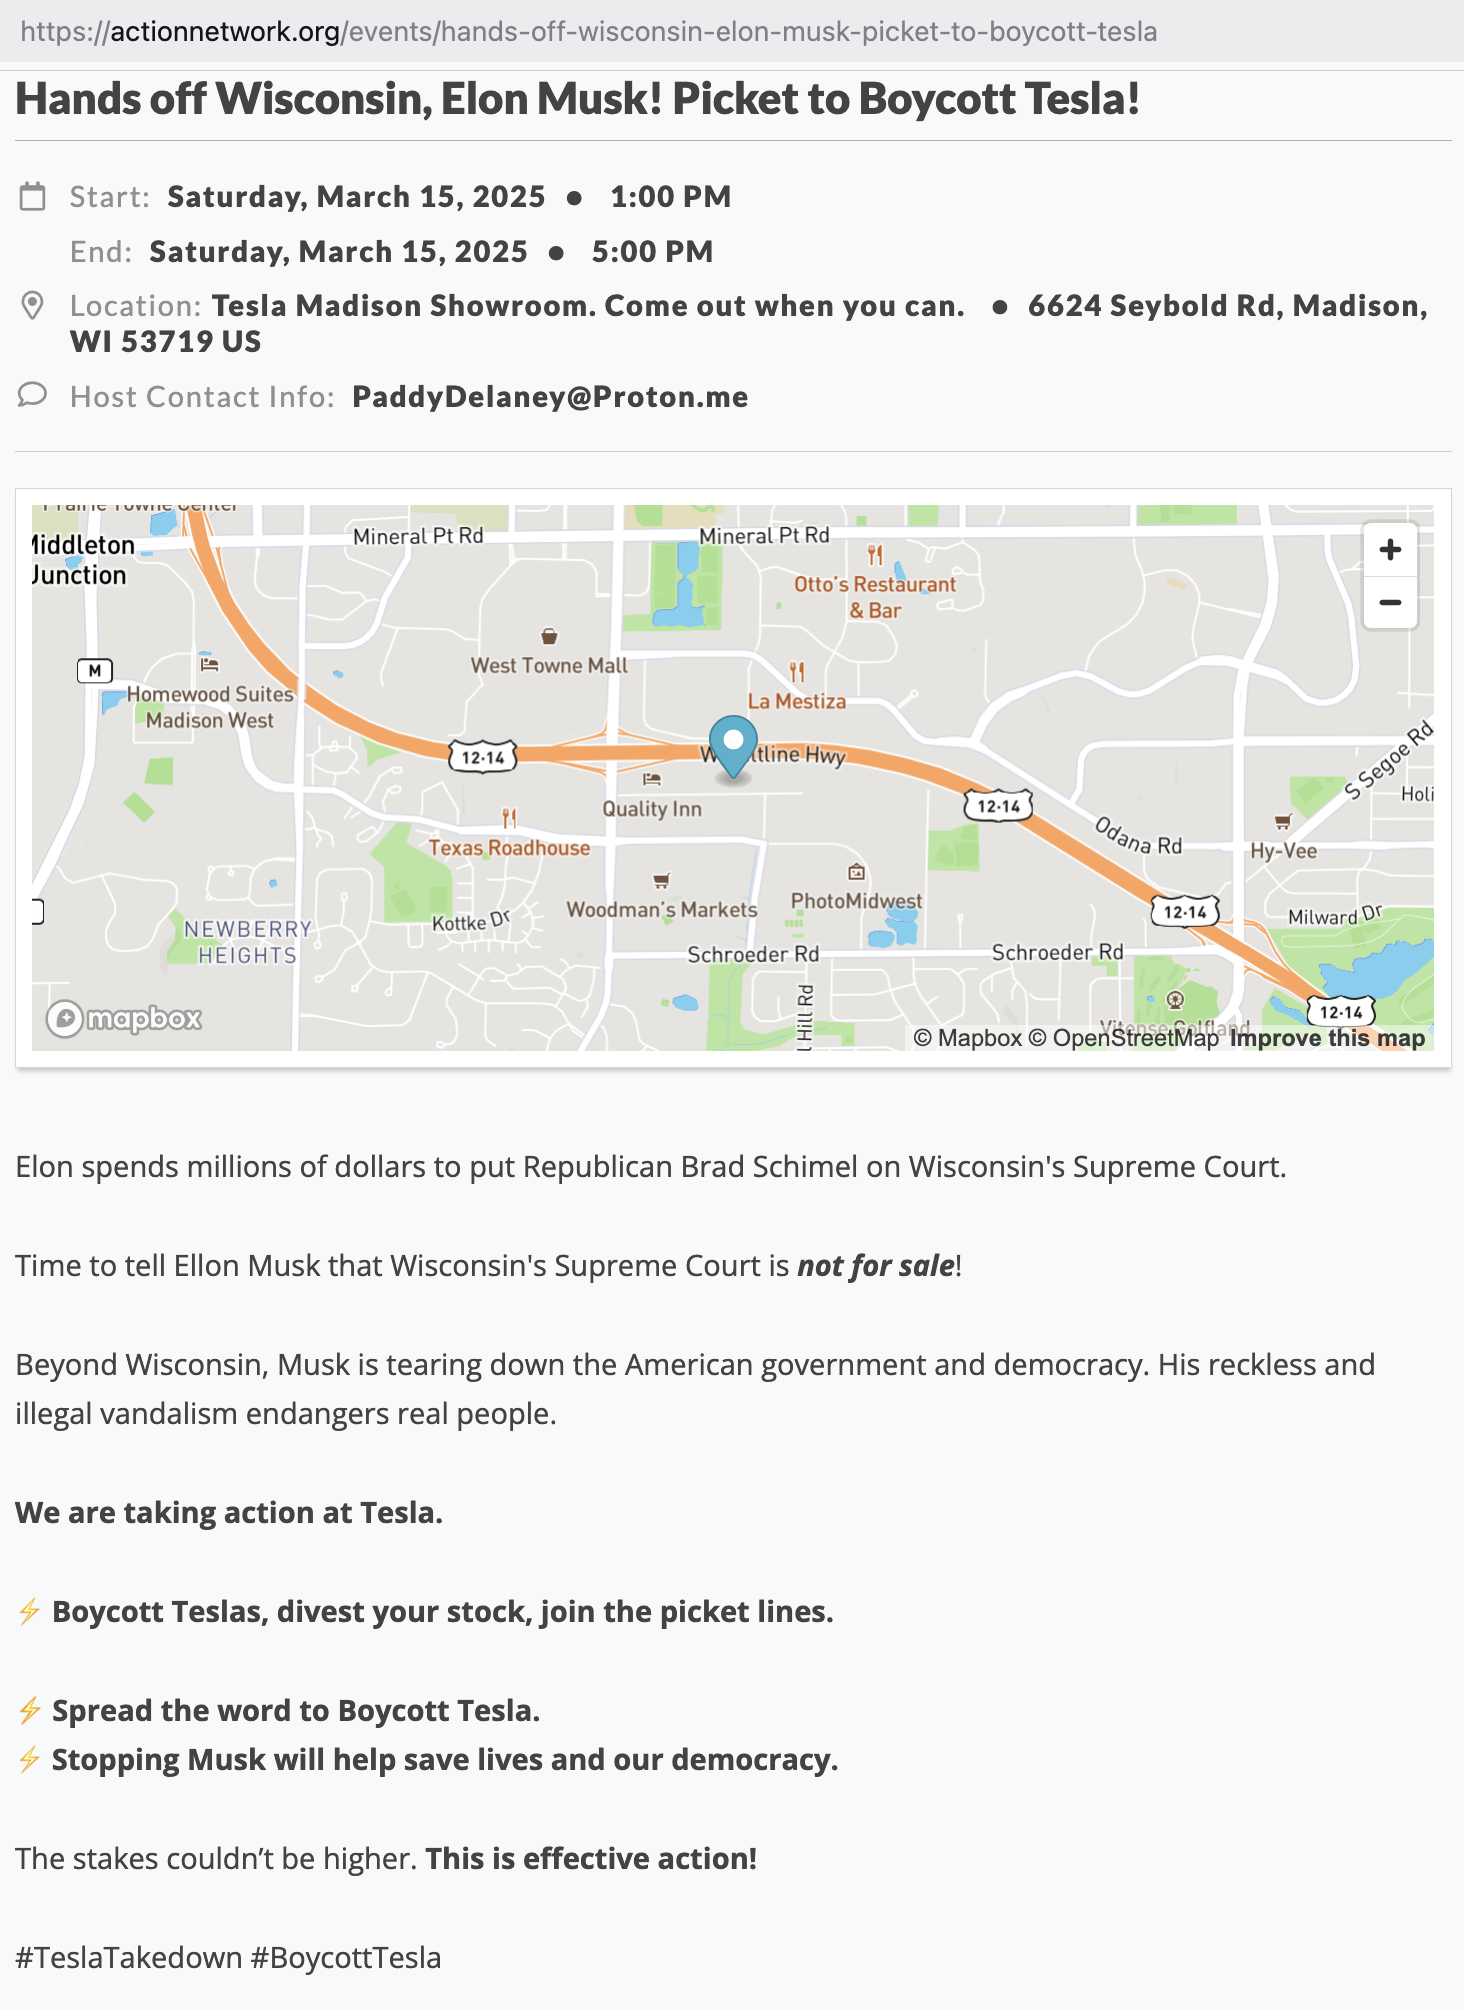 https://actionnetwork.org/events/hands-off-wisconsin-elon-musk-picket-to-boycott-tesla
Hands off Wisconsin, Elon Musk! Picket to Boycott Tesla!
Start: Saturday, March 15, 2025 ● 1:00 PM
End: Saturday, March 15, 2025 ● 5:00 PM
Location: Tesla Madison Showroom. Come out when you can. ● 6624 Seybold Rd, Madison,
WI 53719 US
Host Contact Info: PaddyDelaney@Proton.me
Prairie Towne Center
Mineral Pt Rd
Mineral Pt Rd
Middleton
Junction
+
−
Otto's Restaurant
& Bar
West Towne Mall
M
Homewood Suites
Madison West
La Mestiza
12-14
Westtline Hwy
S Segoe Rd
Quality Inn
Holi
12-14
Texas Roadhouse
Odana Rd
Hy-Vee
PhotoMidwest
Woodman's Markets
Kottke Dr
12-14
Milward Dr
NEWBERRY
HEIGHTS
Schroeder Rd
Schroeder Rd
l Hill Rd
Vitense Golfland
12-14
mapbox
© Mapbox © OpenStreetMap Improve this map
Elon spends millions of dollars to put Republican Brad Schimel on Wisconsin's Supreme Court.
Time to tell Ellon Musk that Wisconsin's Supreme Court is not for sale!
Beyond Wisconsin, Musk is tearing down the American government and democracy. His reckless and
illegal vandalism endangers real people.
We are taking action at Tesla.
⚡ Boycott Teslas, divest your stock, join the picket lines.
⚡ Spread the word to Boycott Tesla.
⚡ Stopping Musk will help save lives and our democracy.
The stakes couldn’t be higher. This is effective action!
#TeslaTakedown #BoycottTesla